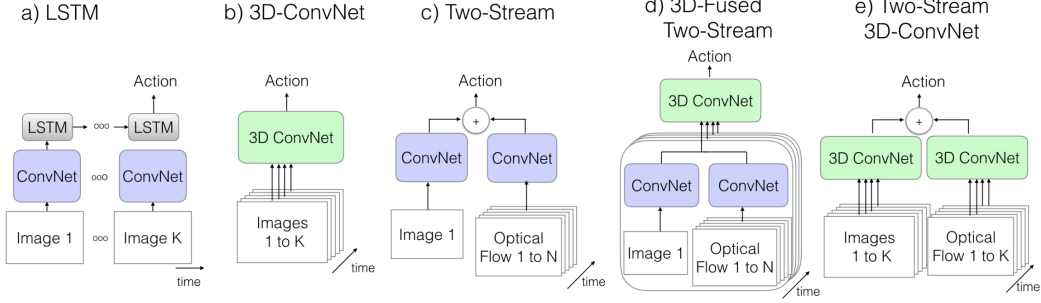 a) LSTM
Action
LSTM
LSTM
ConvNet
ConvNet
Image 1
Image K
time
b) 3D-ConvNet
Action
3D ConvNet
Images
1 to K
time
c) Two-Stream
Action
+
ConvNet
ConvNet
Image 1
Optical
Flow 1 to N
time
d) 3D-Fused
Two-Stream
Action
3D ConvNet
ConvNet
ConvNet
Image 1
Optical
Flow 1 to N
time
e) Two-Stream
3D-ConvNet
Action
+
3D ConvNet
3D ConvNet
Images
1 to K
Optical
Flow 1 to K
time